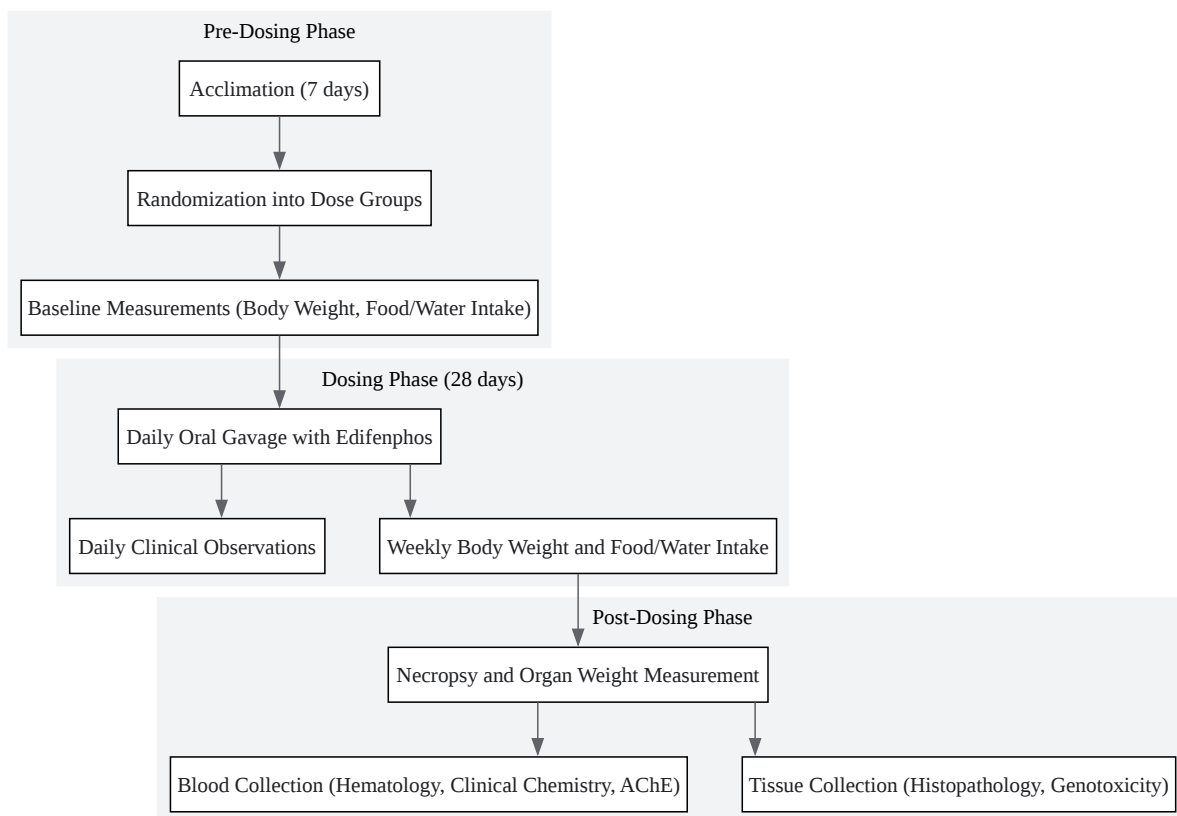 Pre-Dosing Phase
Acclimation (7 days)
Randomization into Dose Groups
Baseline Measurements (Body Weight, Food/Water Intake)
Dosing Phase (28 days)
Daily Oral Gavage with Edifenphos
Daily Clinical Observations
Weekly Body Weight and Food/Water Intake
Post-Dosing Phase
Necropsy and Organ Weight Measurement
Blood Collection (Hematology, Clinical Chemistry, AChE)
Tissue Collection (Histopathology, Genotoxicity)